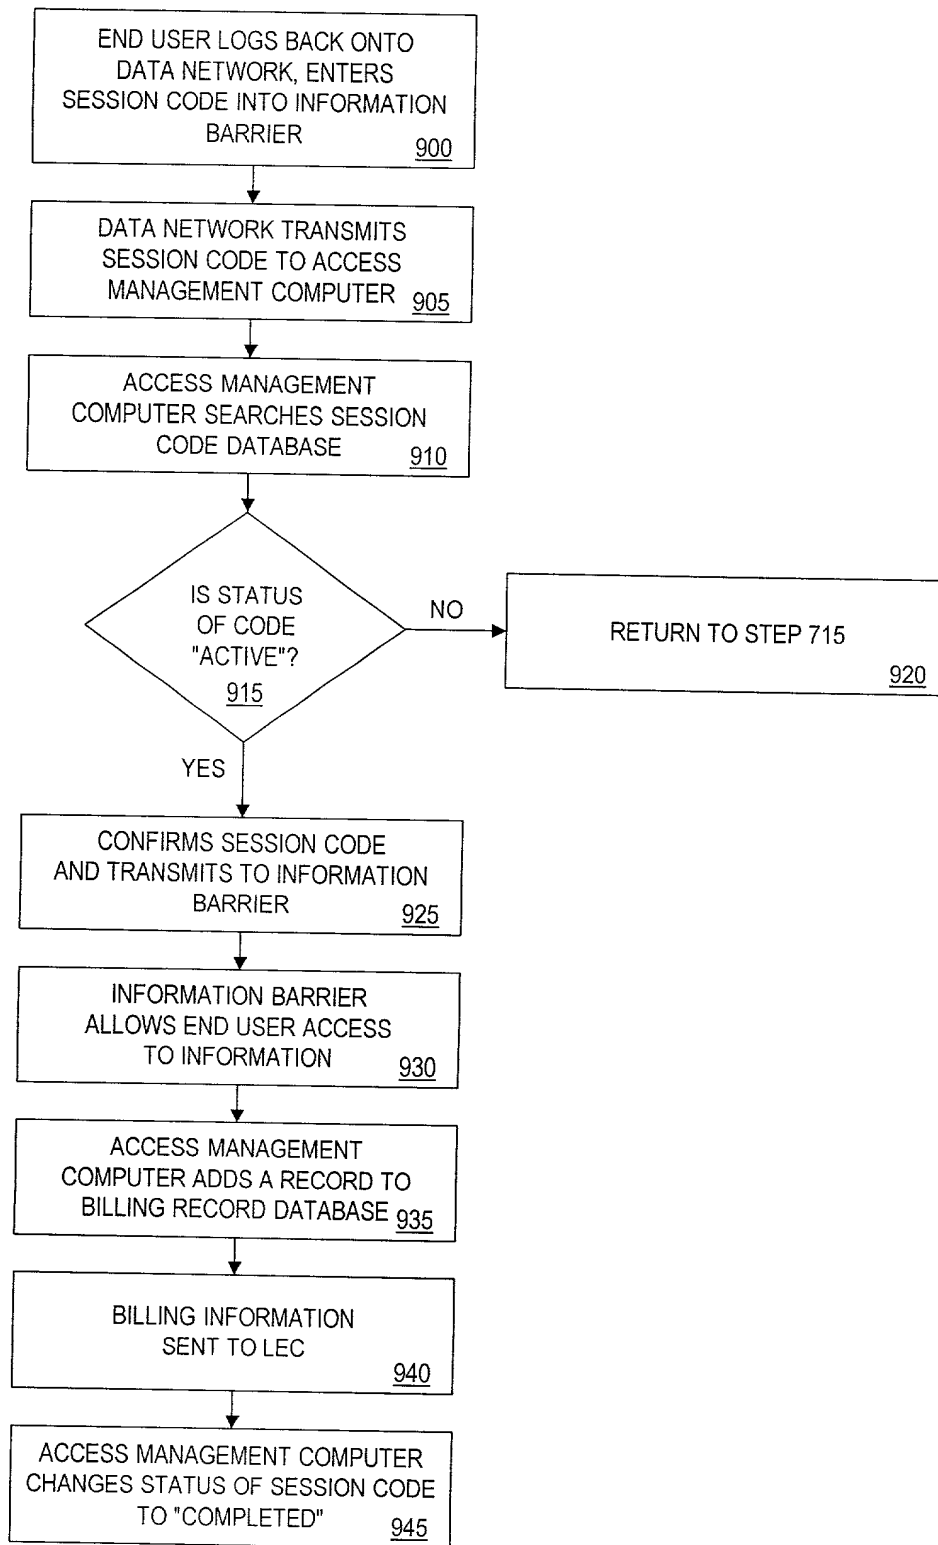 END USER LOGS BACK ONTO
DATA NETWORK, ENTERS
SESSION CODE INTO INFORMATION
BARRIER
900
DATA NETWORK TRANSMITS
SESSION CODE TO ACCESS
MANAGEMENT COMPUTER
905
ACCESS MANAGEMENT
COMPUTER SEARCHES SESSION
CODE DATABASE
910
IS STATUS
OF CODE
"ACTIVE"?
915
NO
RETURN TO STEP 715
920
YES
CONFIRMS SESSION CODE
AND TRANSMITS TO INFORMATION
BARRIER
925
INFORMATION BARRIER
ALLOWS END USER ACCESS
TO INFORMATION
930
ACCESS MANAGEMENT
COMPUTER ADDS A RECORD TO
BILLING RECORD DATABASE
935
BILLING INFORMATION
SENT TO LEC
940
ACCESS MANAGEMENT COMPUTER
CHANGES STATUS OF SESSION CODE
TO "COMPLETED"
945